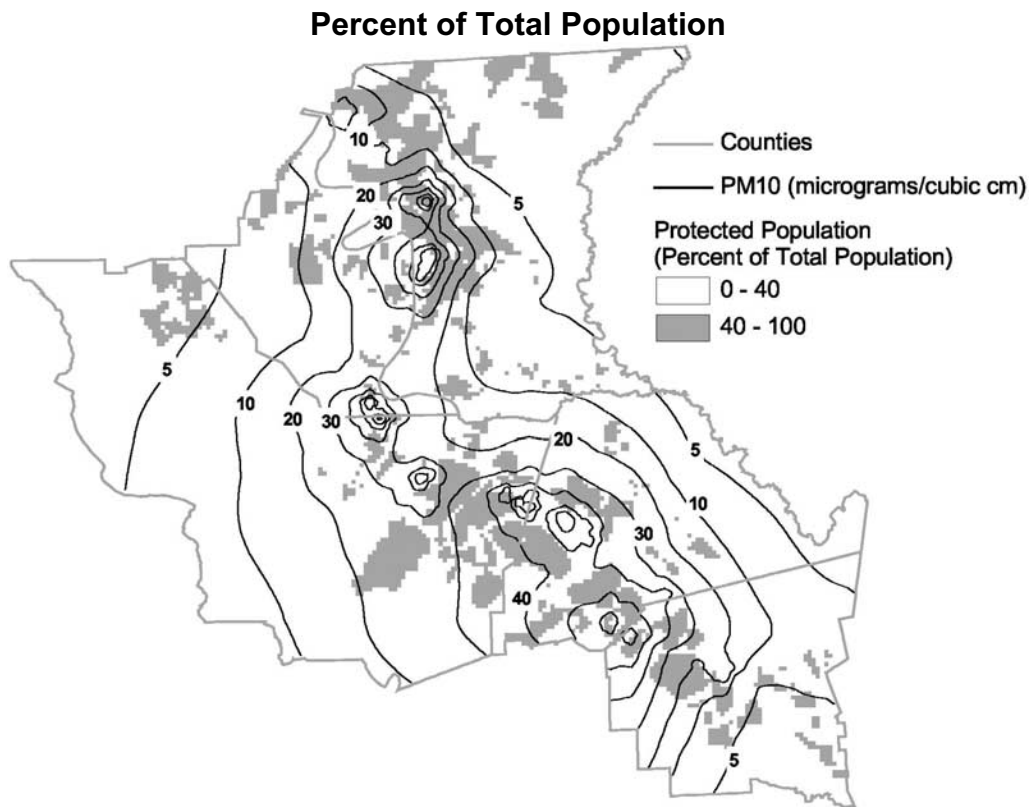 Percent of Total Population
10
20
30
5
Counties
PM10 (micrograms/cubic cm)
Protected Population
(Percent of Total Population)
0 - 40
40 - 100
5
10
20
30
20
5
10
30
40
5